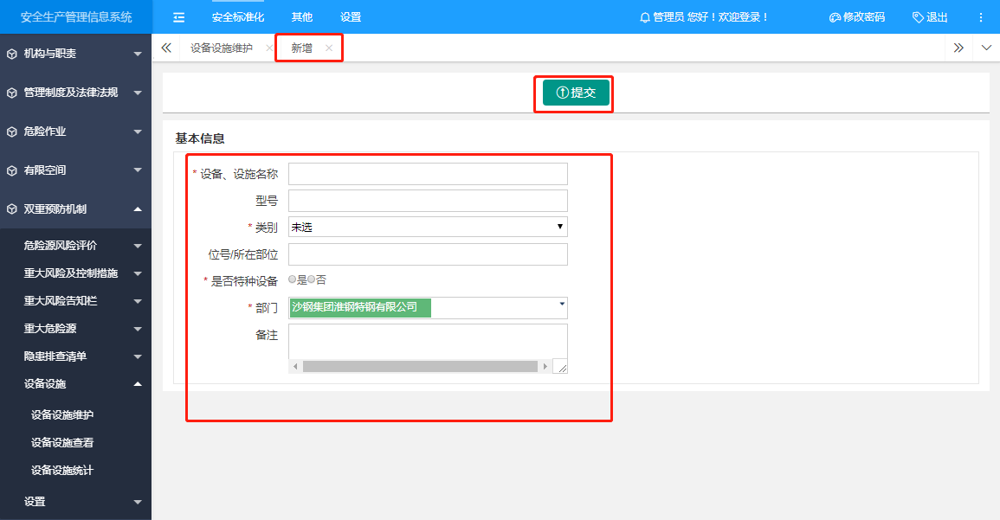 安全生产管理信息系统
安全标准化 其他 设置
管理员 您好！欢迎登录！ 修改密码 退出
机构与职责
管理制度及法律法规
危险作业
有限空间
双重预防机制
危险源风险评价
重大风险及控制措施
重大风险告知栏
重大危险源
隐患排查清单
设备设施
设备设施维护
设备设施查看
设备设施统计
设置
设备设施维护 新增
提交
基本信息
* 设备、设施名称
型号
* 类别 未选
位号/所在部位
* 是否特种设备 是 否
* 部门 沙钢集团淮钢特钢有限公司
备注